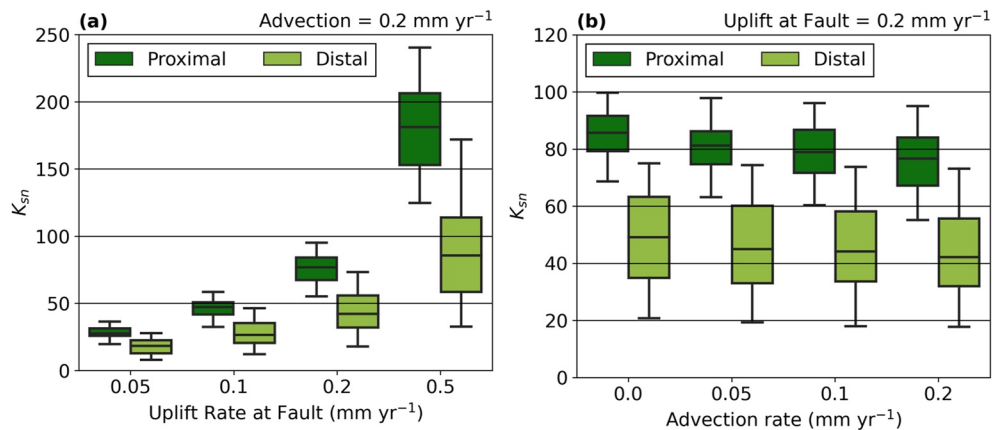 (a) Advection = 0.2 mm yr⁻¹
250
200
150
100
50
0
Proximal Distal
Kₛₙ
0.05 0.1 0.2 0.5
Uplift Rate at Fault (mm yr⁻¹)
(b) Uplift at Fault = 0.2 mm yr⁻¹
120
100
80
60
40
20
0
Proximal Distal
Kₛₙ
0.0 0.05 0.1 0.2
Advection rate (mm yr⁻¹)